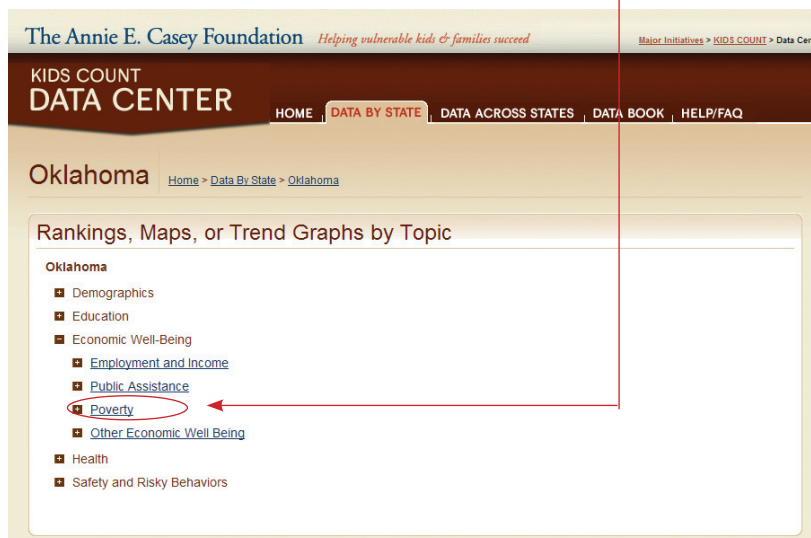 The Annie E. Casey Foundation Helping vulnerable kids & families succeed Major Initiatives > KIDS COUNT > Data Cen
KIDS COUNT
DATA CENTER
HOME DATA BY STATE DATA ACROSS STATES DATA BOOK HELP/FAQ
Oklahoma Home > Data By State > Oklahoma
Rankings, Maps, or Trend Graphs by Topic
Oklahoma
Demographics
Education
Economic Well-Being
Employment and Income
Public Assistance
Poverty
Other Economic Well Being
Health
Safety and Risky Behaviors